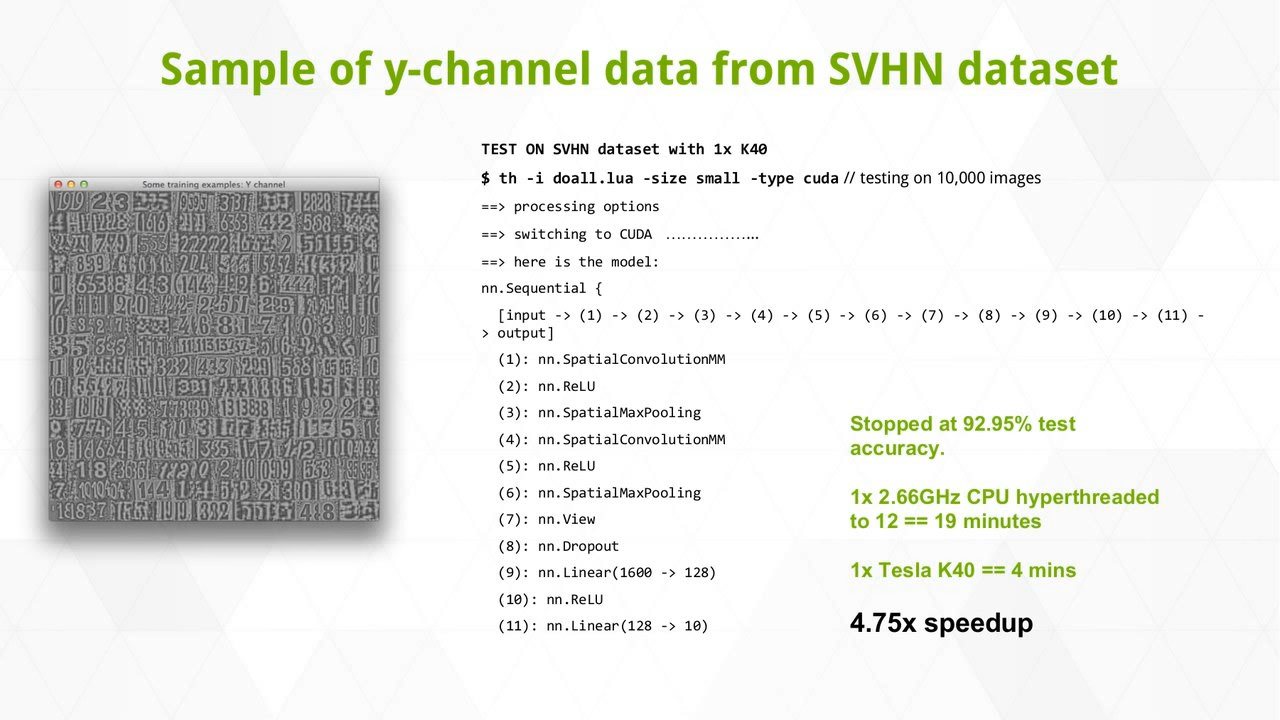 Sample of y-channel data from SVHN dataset
Some training examples: Y channel
TEST ON SVHN dataset with 1x K40
$ th -i doall.lua -size small -type cuda // testing on 10,000 images
==> processing options
==> switching to CUDA ……………...
==> here is the model:
nn.Sequential {
[input -> (1) -> (2) -> (3) -> (4) -> (5) -> (6) -> (7) -> (8) -> (9) -> (10) -> (11) -
> output]
(1): nn.SpatialConvolutionMM
(2): nn.ReLU
(3): nn.SpatialMaxPooling
(4): nn.SpatialConvolutionMM
(5): nn.ReLU
(6): nn.SpatialMaxPooling
(7): nn.View
(8): nn.Dropout
(9): nn.Linear(1600 -> 128)
(10): nn.ReLU
(11): nn.Linear(128 -> 10)
Stopped at 92.95% test
accuracy.
1x 2.66GHz CPU hyperthreaded
to 12 == 19 minutes
1x Tesla K40 == 4 mins
4.75x speedup